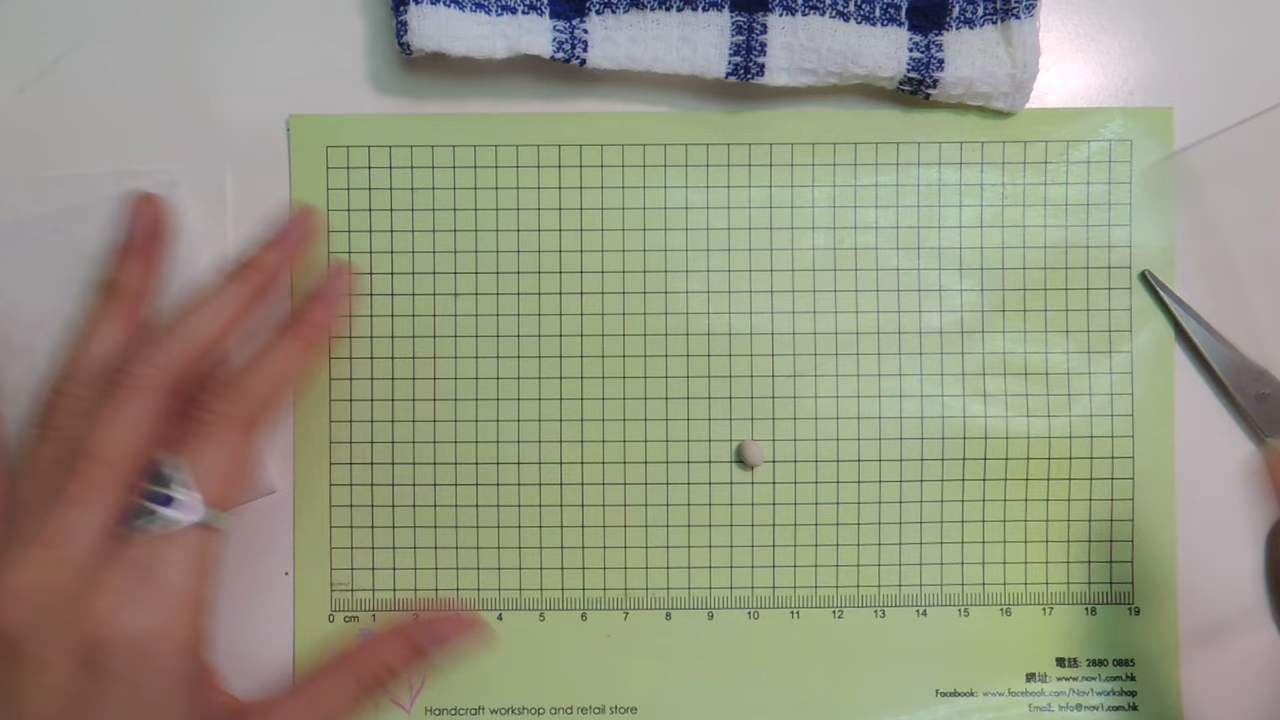 0 cm 1 2 3 4 5 6 7 8 9 10 11 12 13 14 15 16 17 18 19
電話: 2880 0885
網址: www.nov1.com.hk
Facebook: www.facebook.com/Nov1workshop
Email: info@nov1.com.hk
Handcraft workshop and retail store